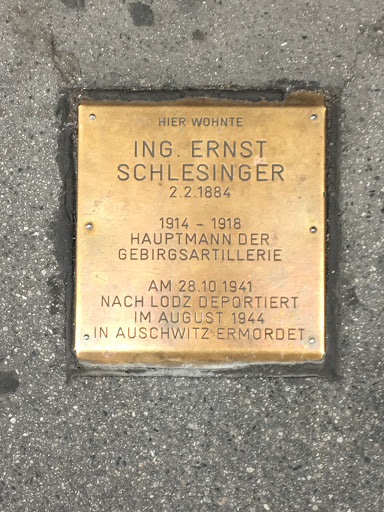 HIER WOHNTE
ING. ERNST
SCHLESINGER
2.2.1884
1914 - 1918
HAUPTMANN DER
GEBIRGSARTILLERIE
AM 28.10 1941
NACH LODZ DEPORTIERT
IM AUGUST 1944
IN AUSCHWITZ ERMORDET